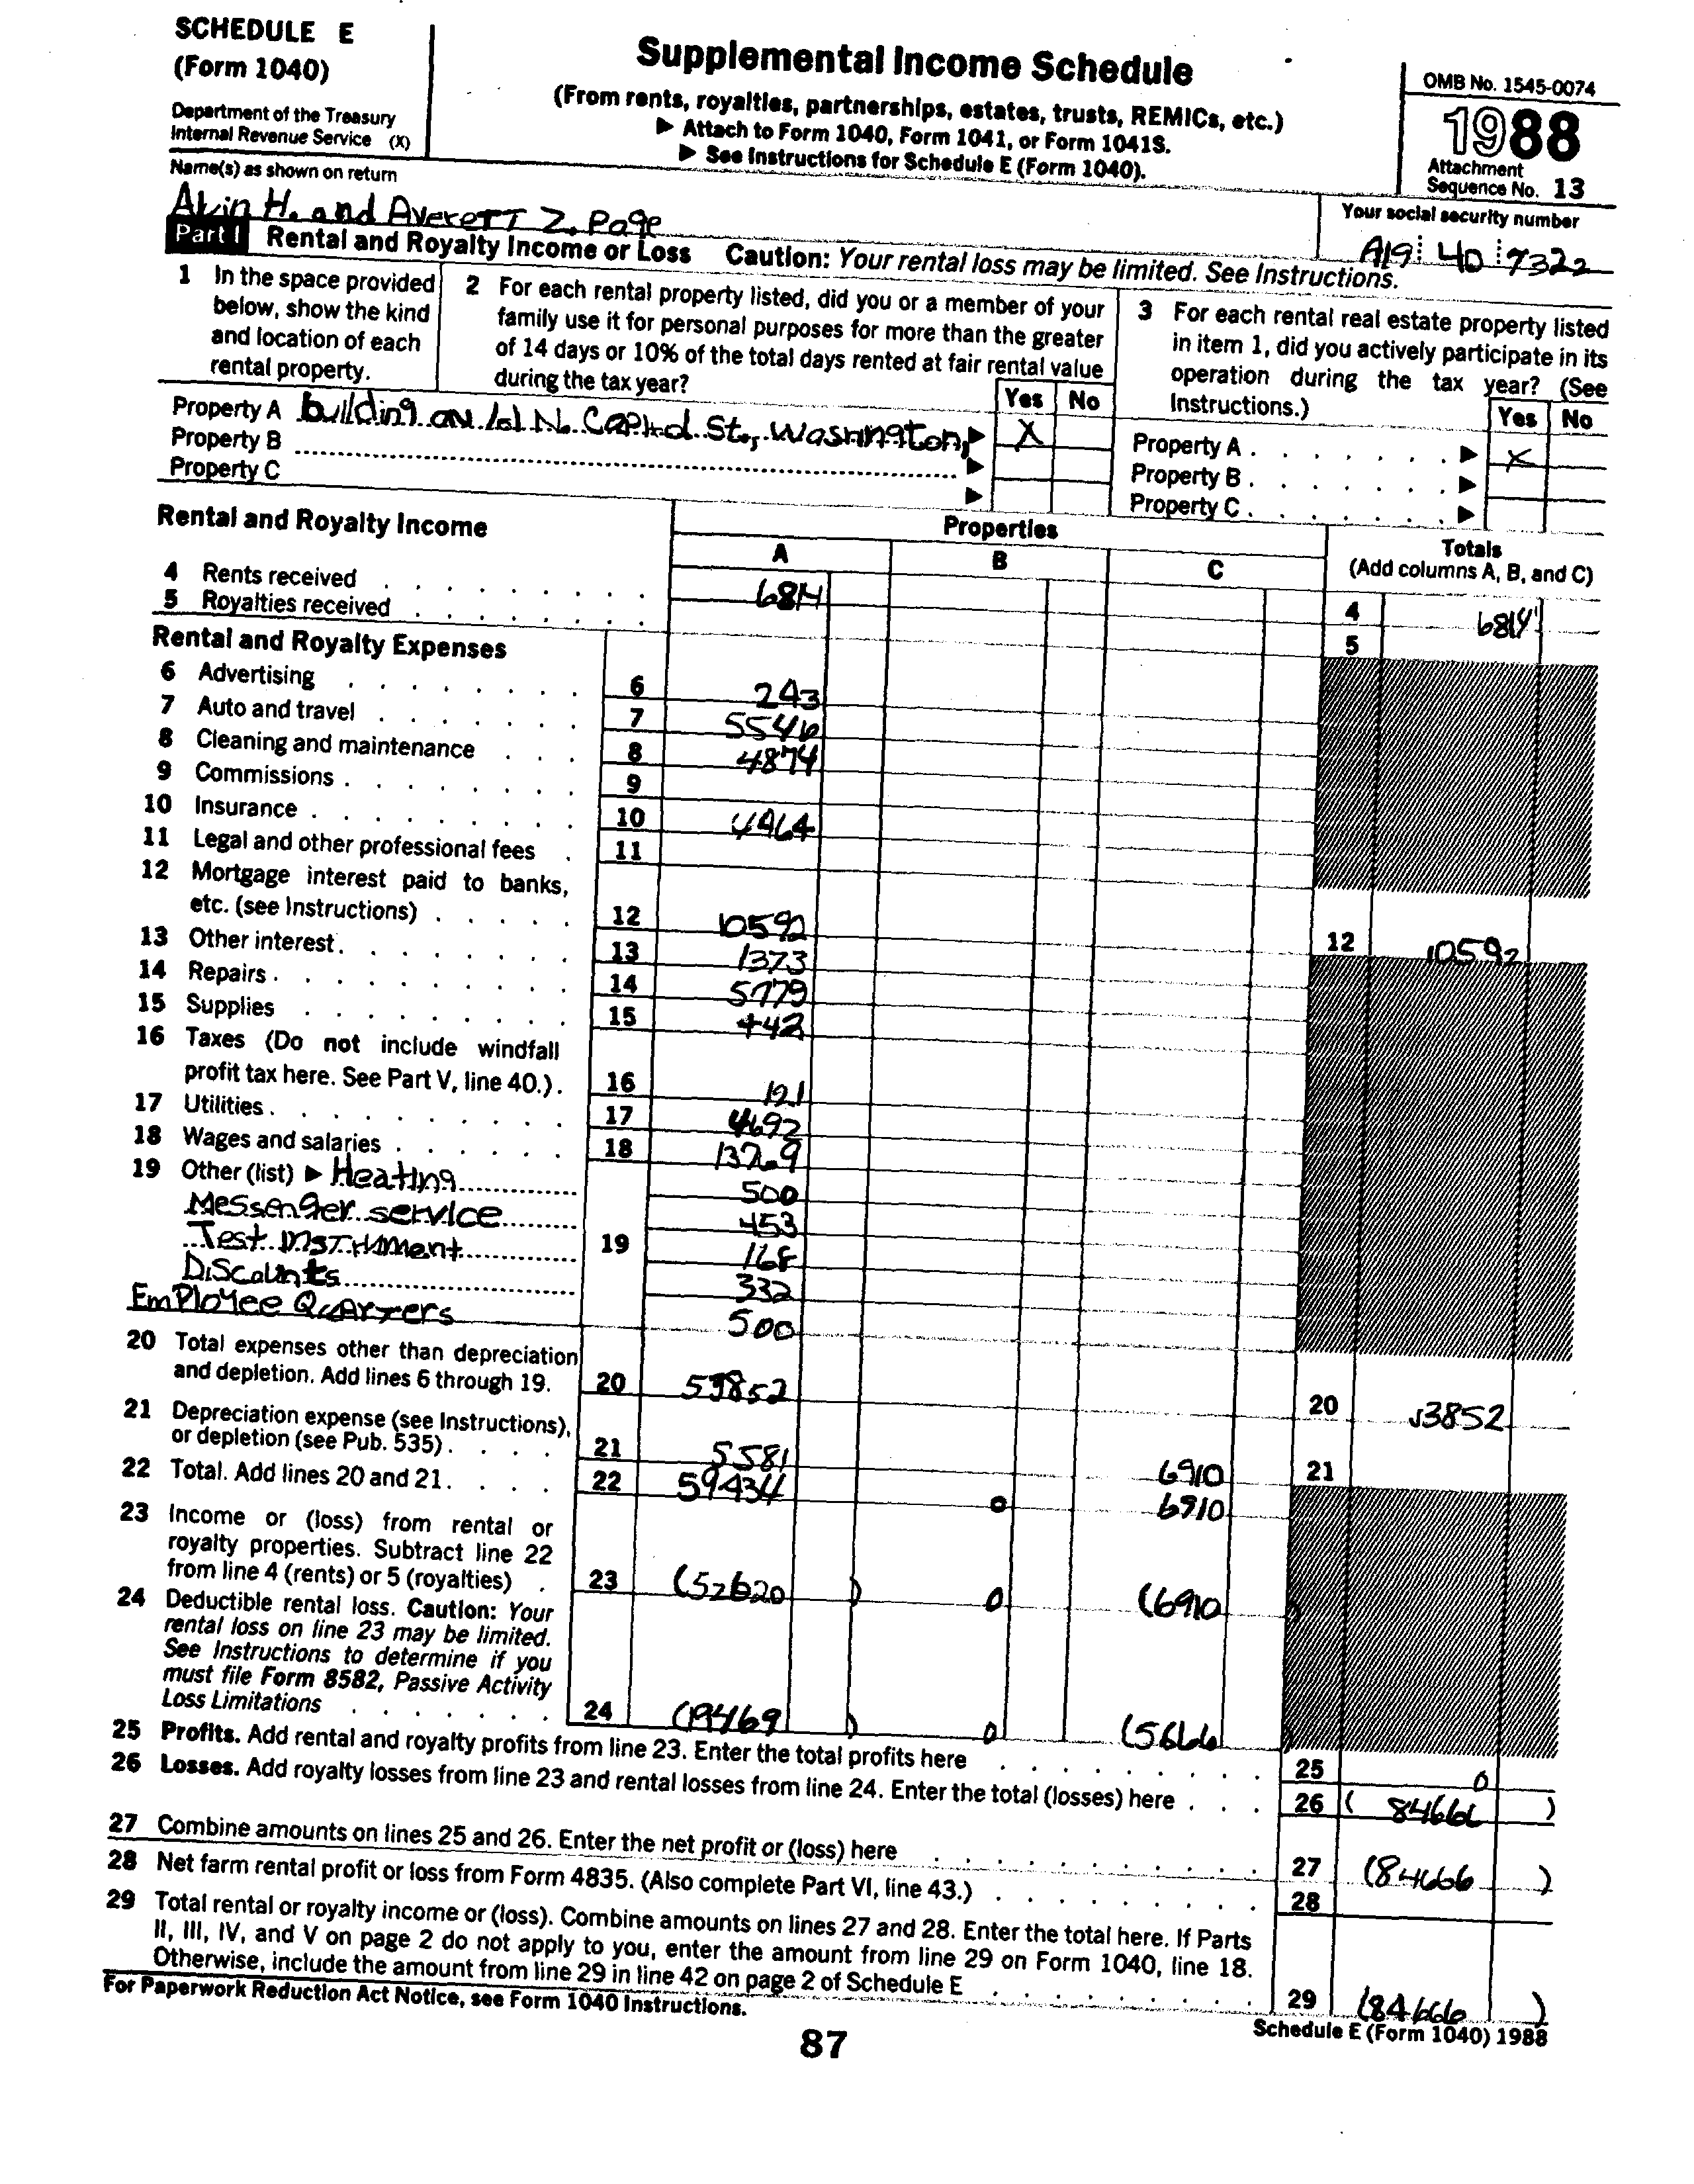 SCHEDULE E
(Form 1040)
Department of the Treasury
Internal Revenue Service (X)
Supplemental Income Schedule
(From rents, royalties, partnerships, estates, trusts, REMICs, etc.)
▶ Attach to Form 1040, Form 1041, or Form 1041S.
▶ See Instructions for Schedule E (Form 1040).
OMB No. 1545-0074
1988
Attachment
Sequence No. 13
Name(s) as shown on return
H. and Averett Z. Page
Your social security number
A19 40 7322
Part I Rental and Royalty Income or Loss Caution: Your rental loss may be limited. See Instructions.
1 In the space provided
below, show the kind
and location of each
rental property.
2 For each rental property listed, did you or a member of your
family use it for personal purposes for more than the greater
of 14 days or 10% of the total days rented at fair rental value
during the tax year?
Yes No
3 For each rental real estate property listed
in item 1, did you actively participate in its
operation during the tax year? (See
Instructions.)
Yes No
Property A building on lot N. Capitol St., Washington, ▶ X
Property B ▶
Property C ▶
Property A . . . . . . . ▶ X
Property B . . . . . . . ▶
Property C . . . . . . . ▶
Rental and Royalty Income
Properties
A B C
Totals
(Add columns A, B, and C)
4 Rents received 6814 4 6814
5 Royalties received 5
Rental and Royalty Expenses
6 Advertising 6 243
7 Auto and travel 7 5546
8 Cleaning and maintenance 8 4874
9 Commissions 9
10 Insurance 10 4464
11 Legal and other professional fees 11
12 Mortgage interest paid to banks,
etc. (see Instructions) 12 10592 12 10592
13 Other interest 13 1373
14 Repairs 14 5779
15 Supplies 15 442
16 Taxes (Do not include windfall
profit tax here. See Part V, line 40.) 16 121
17 Utilities 17 4692
18 Wages and salaries 18 13769
19 Other (list) ▶ Heating 500
Messenger service 453
Test instrument 19 168
Discounts 332
Employee Quarters 500
20 Total expenses other than depreciation
and depletion. Add lines 6 through 19. 20 53852 20 53852
21 Depreciation expense (see Instructions),
or depletion (see Pub. 535) 21 5581 6910 21
22 Total. Add lines 20 and 21 22 59434 0 6910
23 Income or (loss) from rental or
royalty properties. Subtract line 22
from line 4 (rents) or 5 (royalties) 23 (52620 ) 0 (6910 )
24 Deductible rental loss. Caution: Your
rental loss on line 23 may be limited.
See Instructions to determine if you
must file Form 8582, Passive Activity
Loss Limitations 24 ) 0 (5666 )
25 Profits. Add rental and royalty profits from line 23. Enter the total profits here 25 0
26 Losses. Add royalty losses from line 23 and rental losses from line 24. Enter the total (losses) here 26 ( 84666 )
27 Combine amounts on lines 25 and 26. Enter the net profit or (loss) here 27 (84666 )
28 Net farm rental profit or loss from Form 4835. (Also complete Part VI, line 43.) 28
29 Total rental or royalty income or (loss). Combine amounts on lines 27 and 28. Enter the total here. If Parts
II, III, IV, and V on page 2 do not apply to you, enter the amount from line 29 on Form 1040, line 18.
Otherwise, include the amount from line 29 in line 42 on page 2 of Schedule E 29 (84666 )
For Paperwork Reduction Act Notice, see Form 1040 Instructions.
Schedule E (Form 1040) 1988
87